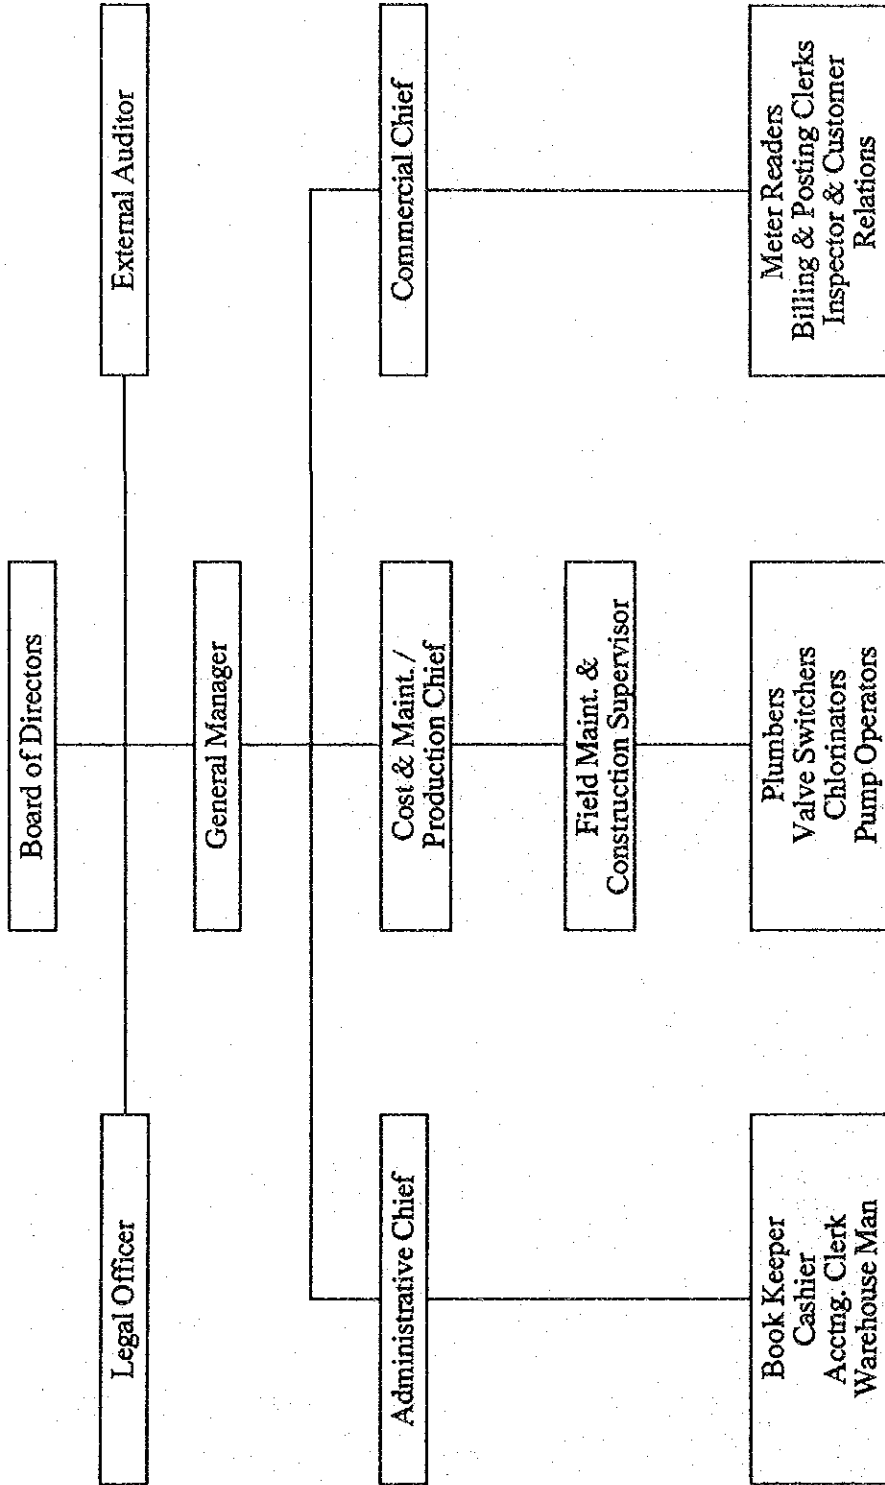 Board of Directors
Legal Officer
External Auditor
General Manager
Administrative Chief
Cost & Maint. /
Production Chief
Commercial Chief
Field Maint. &
Construction Supervisor
Book Keeper
Cashier
Acctng. Clerk
Warehouse Man
Plumbers
Valve Switchers
Chlorinators
Pump Operators
Meter Readers
Billing & Posting Clerks
Inspector & Customer
Relations